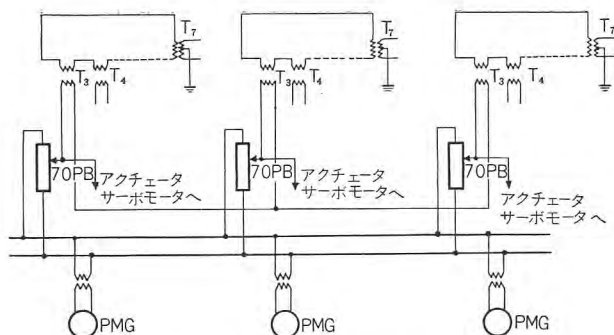 T₇
T₃
T₄
70PB
アクチェータ
サーボモータへ
PMG
T₇
T₃
T₄
70PB
アクチェータ
サーボモータへ
PMG
T₇
T₃
T₄
70PB
アクチェータ
サーボモータへ
PMG